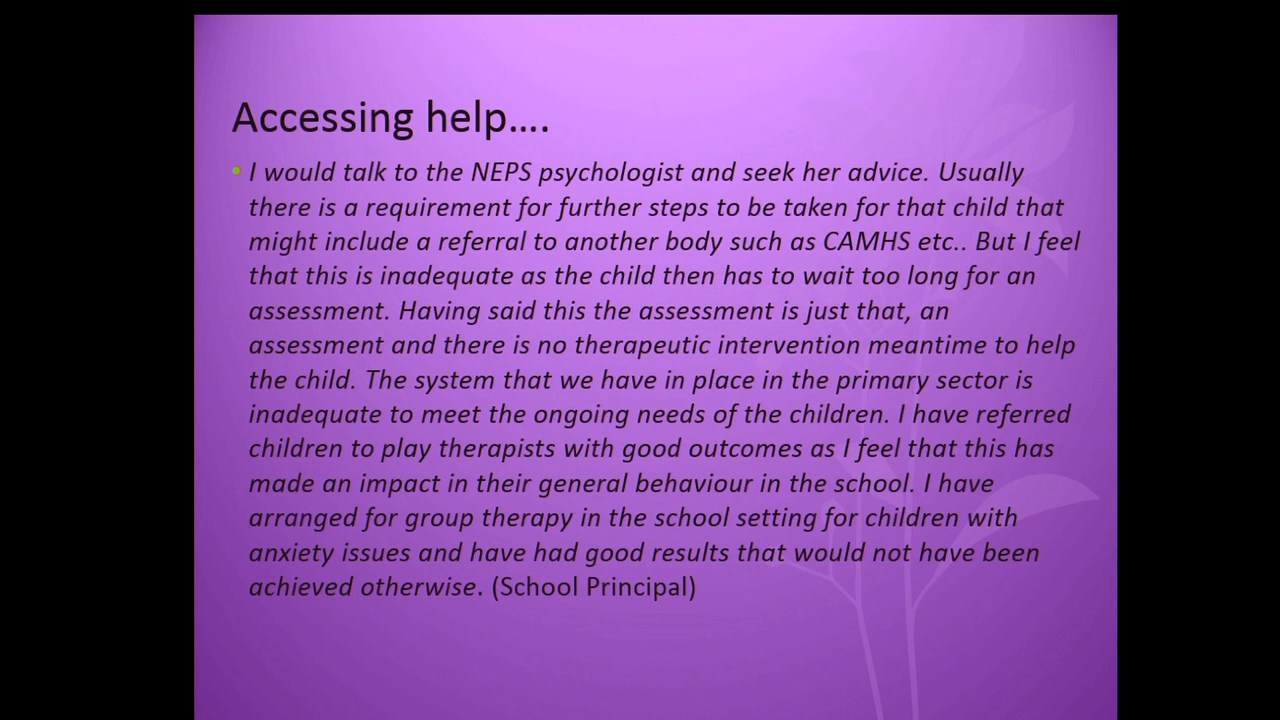 Accessing help....
• I would talk to the NEPS psychologist and seek her advice. Usually
there is a requirement for further steps to be taken for that child that
might include a referral to another body such as CAMHS etc.. But I feel
that this is inadequate as the child then has to wait too long for an
assessment. Having said this the assessment is just that, an
assessment and there is no therapeutic intervention meantime to help
the child. The system that we have in place in the primary sector is
inadequate to meet the ongoing needs of the children. I have referred
children to play therapists with good outcomes as I feel that this has
made an impact in their general behaviour in the school. I have
arranged for group therapy in the school setting for children with
anxiety issues and have had good results that would not have been
achieved otherwise. (School Principal)